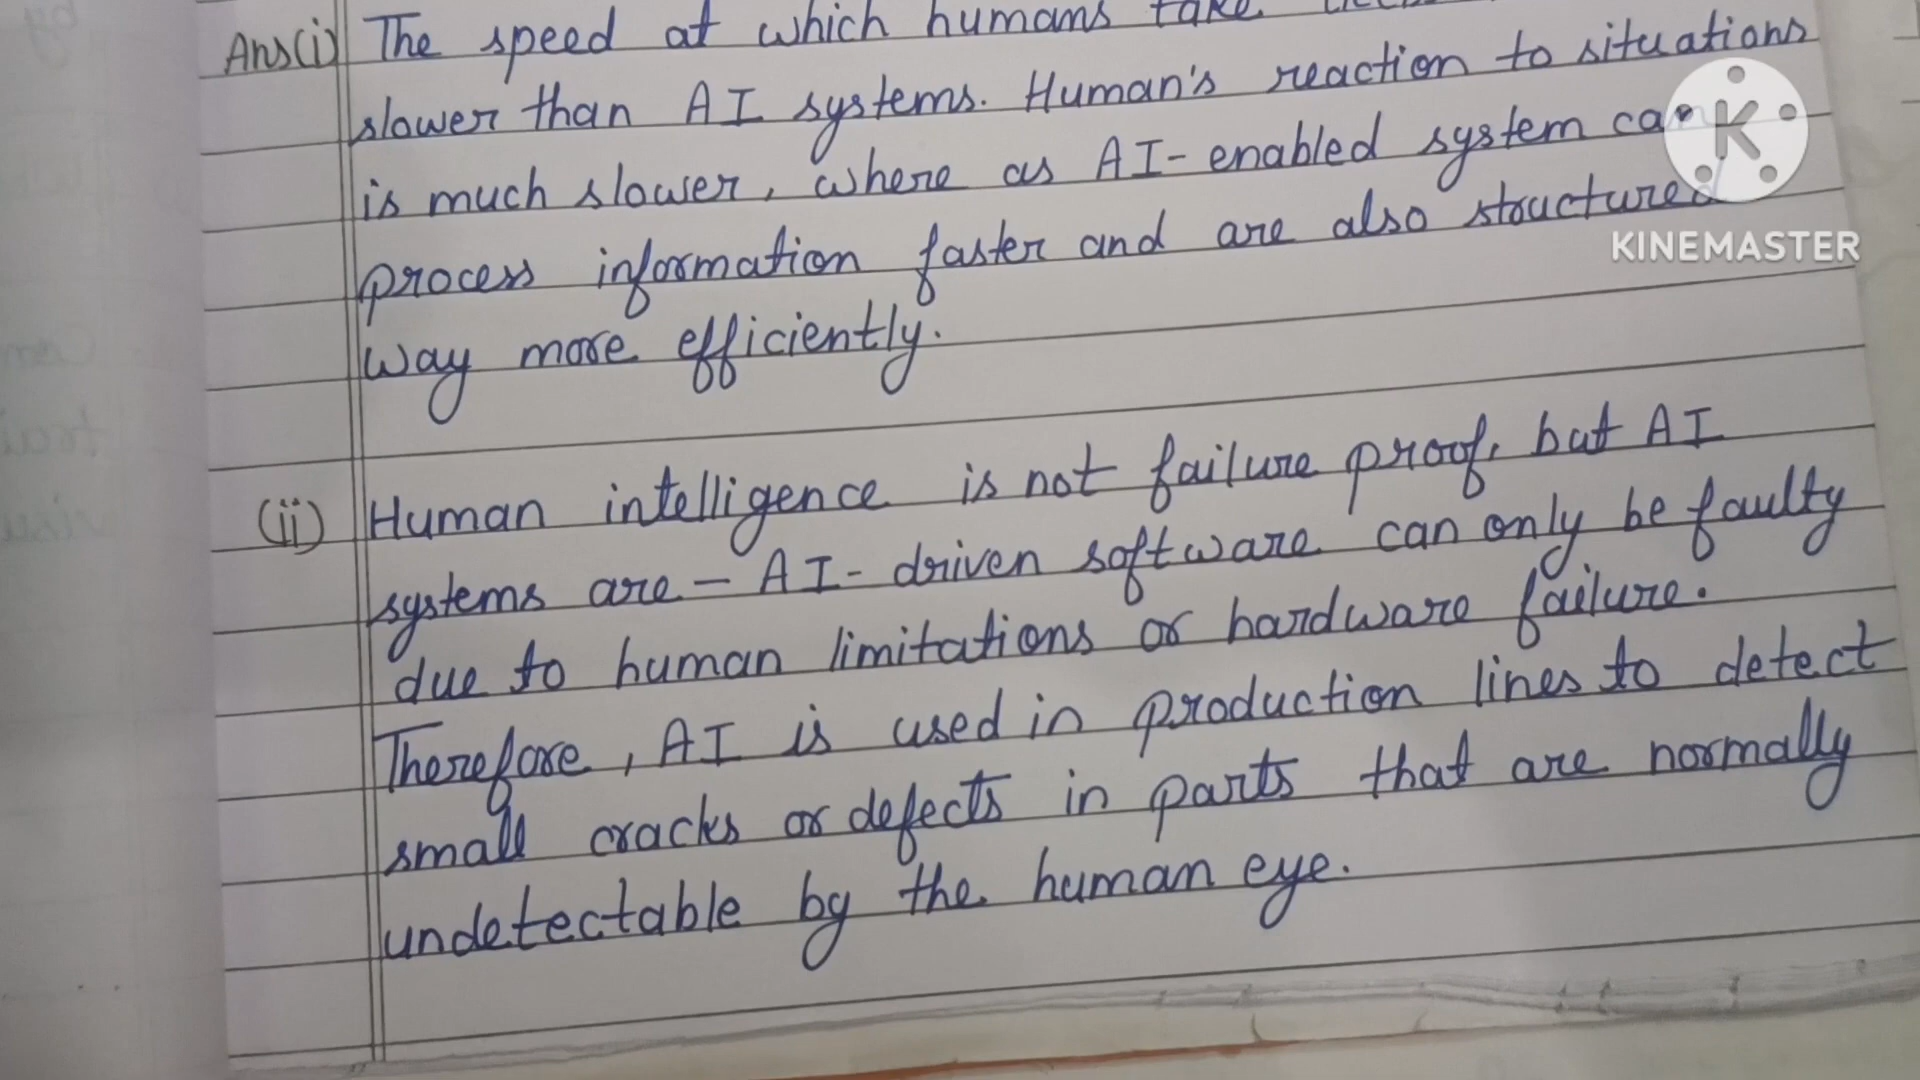 Ans(i) The speed at which humans take
slower than AI systems. Human's reaction to situations
is much slower, where as AI-enabled system can
process information faster and are also structured
way more efficiently.
(ii) Human intelligence is not failure proof, but AI
systems are - AI-driven software can only be faulty
due to human limitations or hardware failure.
Therefore, AI is used in production lines to detect
small cracks or defects in parts that are normally
undetectable by the human eye.
K
KINEMASTER